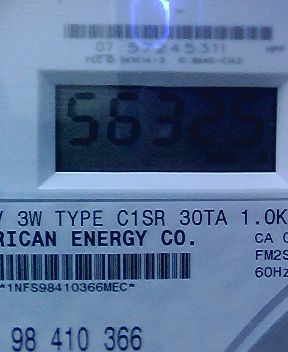 07 57245311
56325
V 3W TYPE C1SR 30TA 1.0K
RICAN ENERGY CO.
CA
FM2S
60Hz
*1NFS98410366MEC*
98 410 366